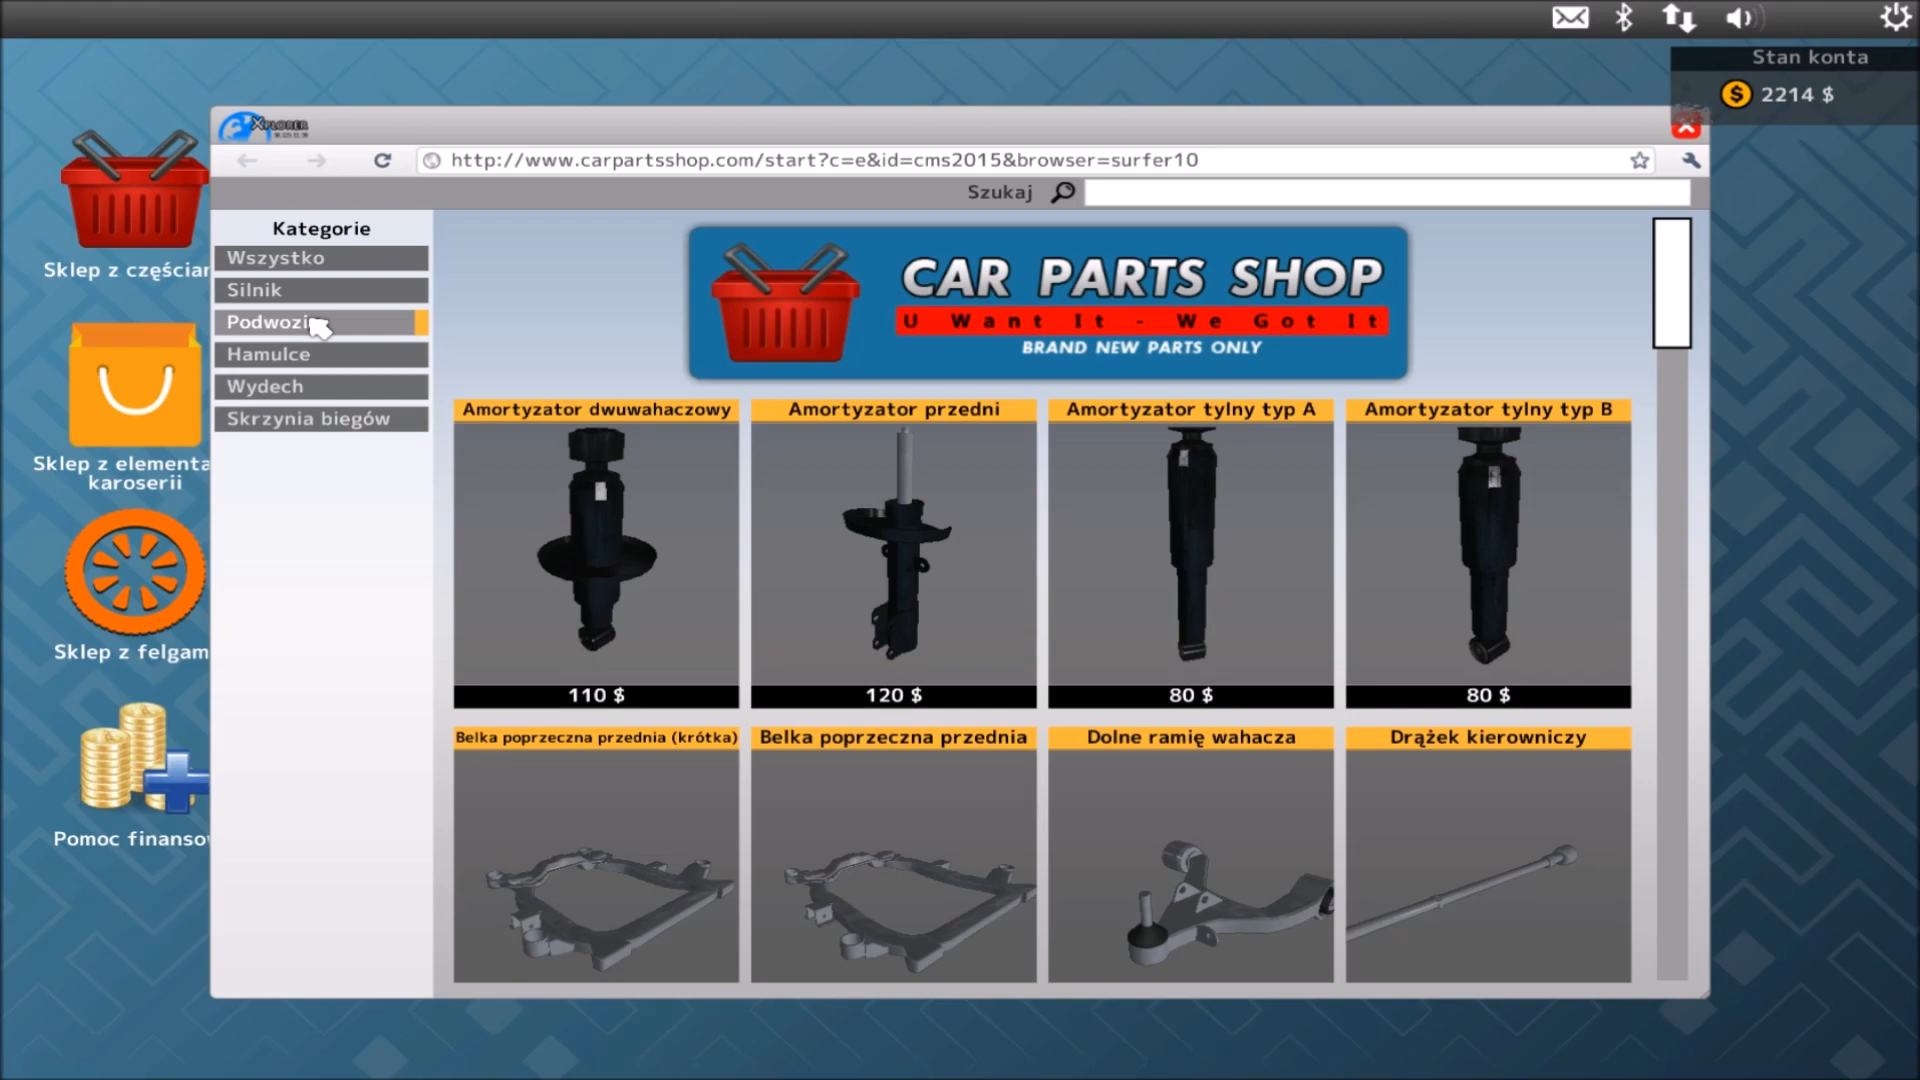 Stan konta
2214 $
XPLORER
http://www.carpartsshop.com/start?c=e&id=cms2015&browser=surfer10
Szukaj
Kategorie
Wszystko
Silnik
Podwozi
Hamulce
Wydech
Skrzynia biegów
Sklep z częściam
Sklep z elementa
karoserii
Sklep z felgam
Pomoc finansow
CAR PARTS SHOP
U Want It - We Got It
BRAND NEW PARTS ONLY
Amortyzator dwuwahaczowy
Amortyzator przedni
Amortyzator tylny typ A
Amortyzator tylny typ B
110 $
120 $
80 $
80 $
Belka poprzeczna przednia (krótka)
Belka poprzeczna przednia
Dolne ramię wahacza
Drążek kierowniczy